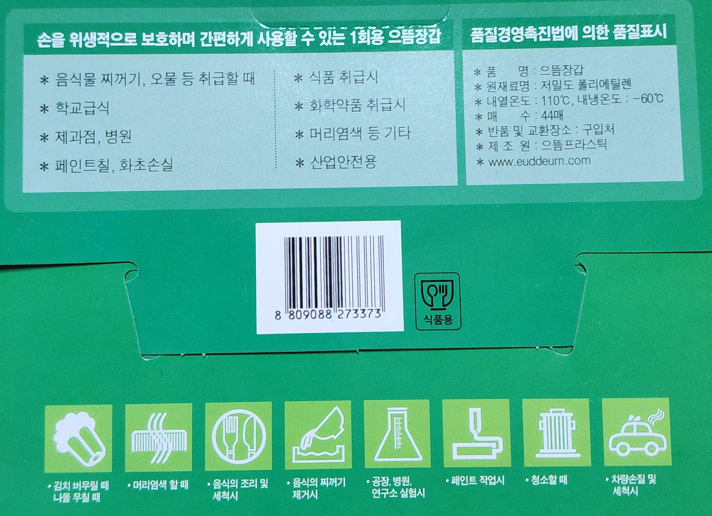 손을 위생적으로 보호하며 간편하게 사용할 수 있는 1회용 으뜸장갑
* 음식물 찌꺼기, 오물 등 취급할 때
* 학교급식
* 제과점, 병원
* 페인트칠, 화초손실
* 식품 취급시
* 화학약품 취급시
* 머리염색 등 기타
* 산업안전용
품질경영촉진법에 의한 품질표시
* 품 명 : 으뜸장갑
* 원재료명 : 저밀도 폴리에틸렌
* 내열온도 : 110℃, 내냉온도 : -60℃
* 매 수 : 44매
* 반품 및 교환장소 : 구입처
* 제 조 원 : 으뜸프라스틱
* www.euddeum.com
8 809088 273373
식품용
• 김치 버무릴 때
나물 무칠 때
• 머리염색 할 때
• 음식의 조리 및
세척시
• 음식의 찌꺼기
제거시
• 공장, 병원,
연구소 실험시
• 페인트 작업시
• 청소할 때
• 차량손질 및
세척시